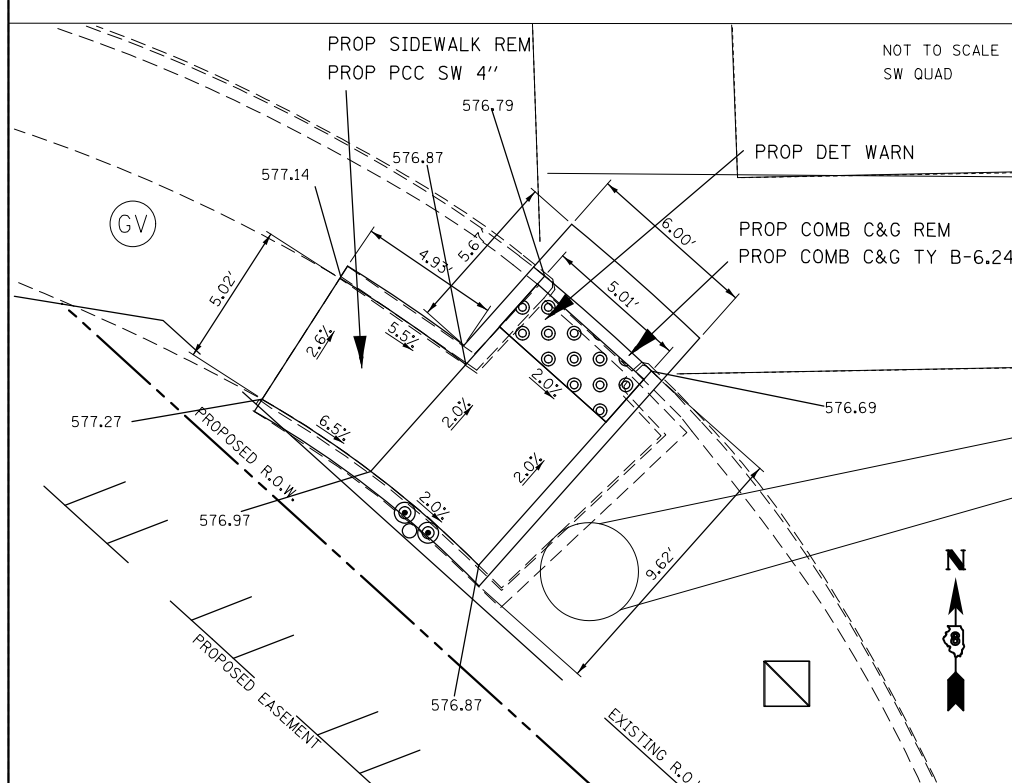 PROP SIDEWALK REM
PROP PCC SW 4''
NOT TO SCALE
SW QUAD
576.79
576.87
577.14
PROP DET WARN
GV
6.00'
5.67'
4.93'
PROP COMB C&G REM
PROP COMB C&G TY B-6.24
5.02'
5.01'
2.6%
5.5%
2.0%
2.0%
576.69
577.27
6.5%
PROPOSED R.O.W.
2.0%
2.0%
576.97
9.62'
N
8
PROPOSED EASEMENT
576.87
EXISTING R.O.